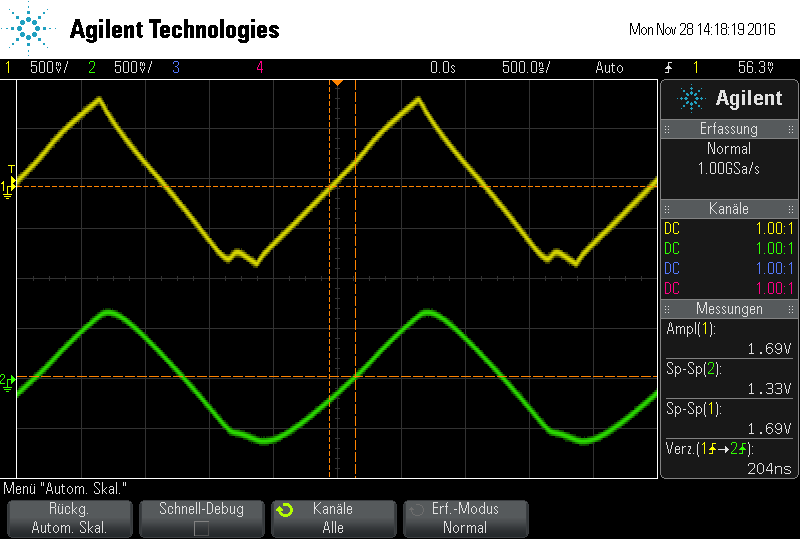 Agilent Technologies
Mon Nov 28 14:18:19 2016
1 500mV/ 2 500mV/ 3 4 0.0s 500.0ns/ Auto 1 56.3mV
Agilent
Erfassung
Normal
1.00GSa/s
Kanäle
DC 1.00:1
DC 1.00:1
DC 1.00:1
DC 1.00:1
Messungen
Ampl(1):
1.69V
Sp-Sp(2):
1.33V
Sp-Sp(1):
1.69V
Verz.(1→2):
204ns
T
1
2
Menü "Autom. Skal."
Rückg.
Autom. Skal.
Schnell-Debug
Kanäle
Alle
Erf.-Modus
Normal